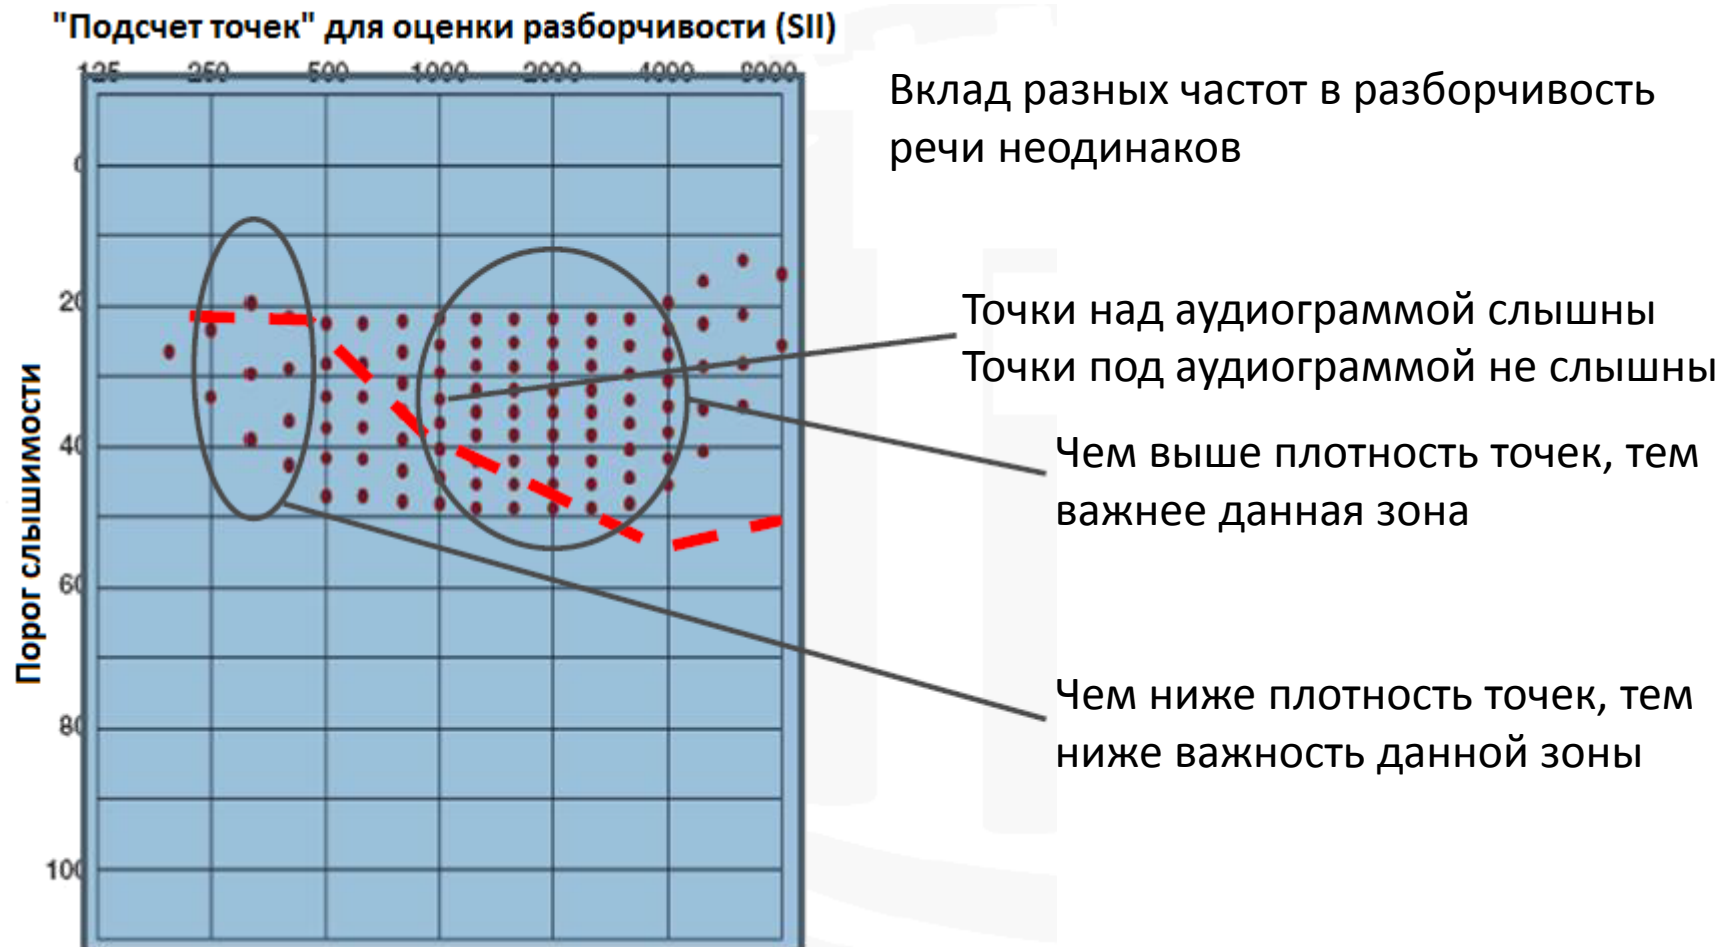 "Подсчет точек" для оценки разборчивости (SII)
125 250 500 1000 2000 4000 8000
Вклад разных частот в разборчивость
речи неодинаков
0
20
40
60
80
100
Порог слышимости
Точки над аудиограммой слышны
Точки под аудиограммой не слышны
Чем выше плотность точек, тем
важнее данная зона
Чем ниже плотность точек, тем
ниже важность данной зоны